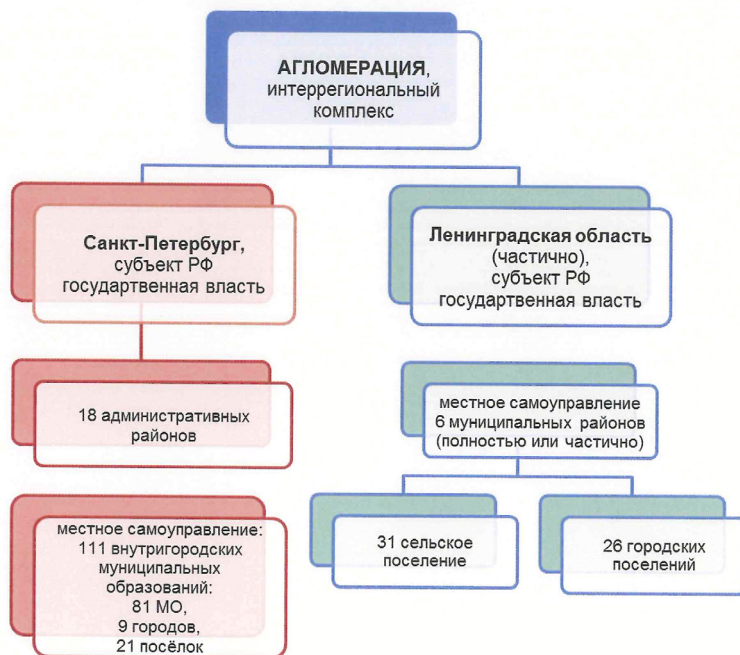 АГЛОМЕРАЦИЯ,
интеррегиональный
комплекс
Санкт-Петербург,
субъект РФ
государтвенная власть
Ленинградская область
(частично),
субъект РФ
государтвенная власть
18 административных
районов
местное самоуправление
6 муниципальных районов
(полностью или частично)
местное самоуправление:
111 внутригородских
муниципальных
образований:
81 МО,
9 городов,
21 посёлок
31 сельское
поселение
26 городских
поселений